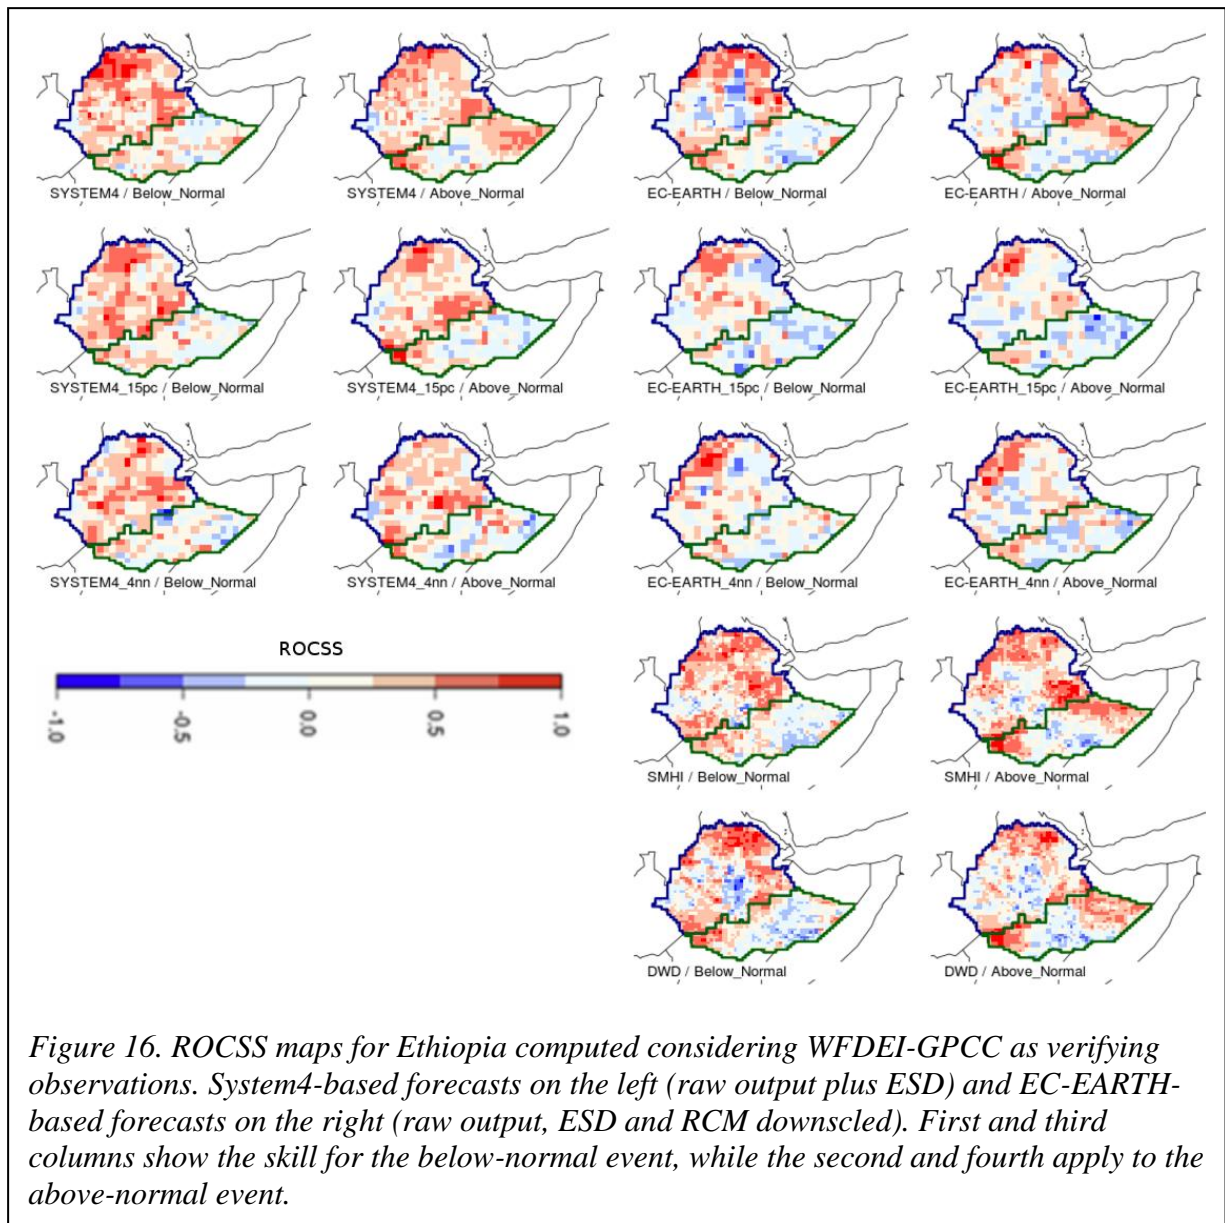 SYSTEM4 / Below_Normal
SYSTEM4 / Above_Normal
EC-EARTH / Below_Normal
EC-EARTH / Above_Normal
SYSTEM4_15pc / Below_Normal
SYSTEM4_15pc / Above_Normal
EC-EARTH_15pc / Below_Normal
EC-EARTH_15pc / Above_Normal
SYSTEM4_4nn / Below_Normal
SYSTEM4_4nn / Above_Normal
EC-EARTH_4nn / Below_Normal
EC-EARTH_4nn / Above_Normal
ROCSS
-1.0
-0.5
0.0
0.5
1.0
SMHI / Below_Normal
SMHI / Above_Normal
DWD / Below_Normal
DWD / Above_Normal
Figure 16. ROCSS maps for Ethiopia computed considering WFDEI-GPCC as verifying
observations. System4-based forecasts on the left (raw output plus ESD) and EC-EARTH-
based forecasts on the right (raw output, ESD and RCM downscled). First and third
columns show the skill for the below-normal event, while the second and fourth apply to the
above-normal event.